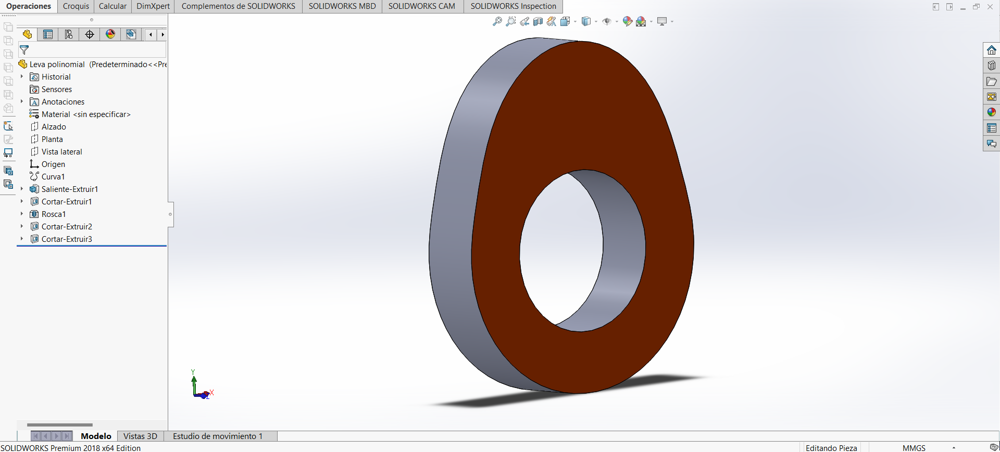 Operaciones Croquis Calcular DimXpert Complementos de SOLIDWORKS SOLIDWORKS MBD SOLIDWORKS CAM SOLIDWORKS Inspection
Leva polinomial (Predeterminado<<Pre
Historial
Sensores
Anotaciones
Material <sin especificar>
Alzado
Planta
Vista lateral
Origen
Curva1
Saliente-Extruir1
Cortar-Extruir1
Rosca1
Cortar-Extruir2
Cortar-Extruir3
Y
X
Z
Modelo Vistas 3D Estudio de movimiento 1
SOLIDWORKS Premium 2018 x64 Edition Editando Pieza MMGS